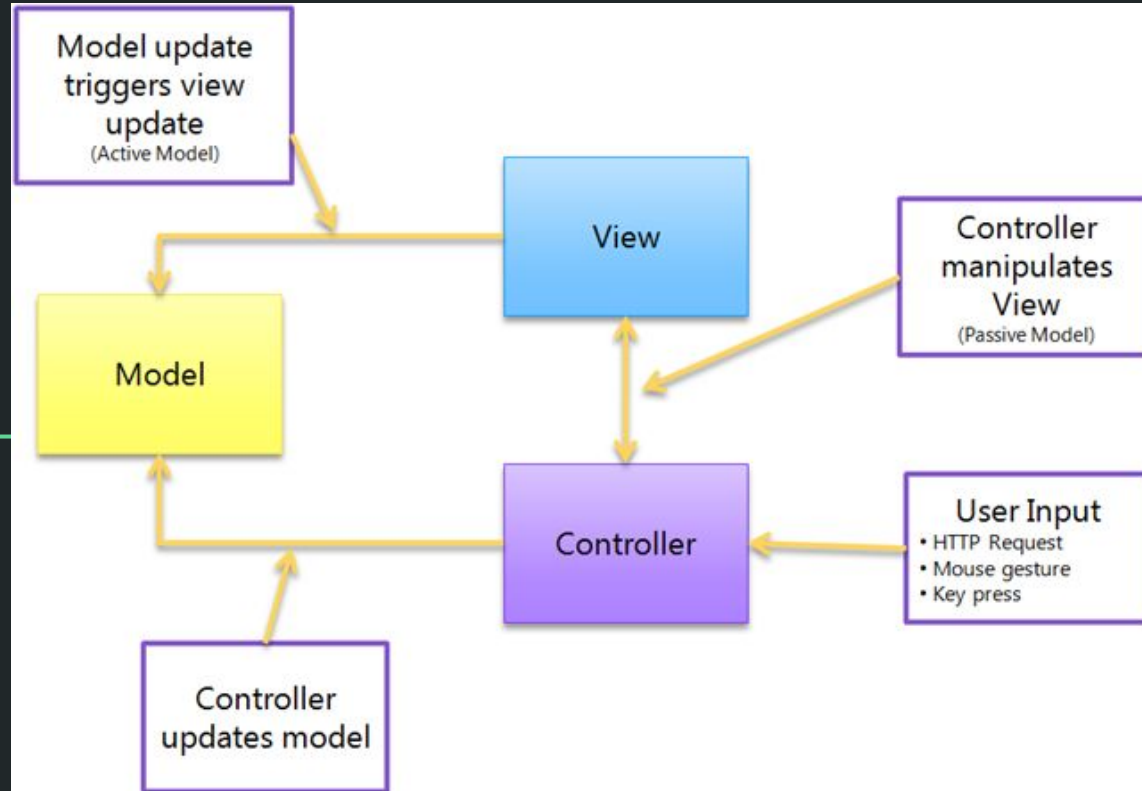 Model update
triggers view
update
(Active Model)
View
Controller
manipulates
View
(Passive Model)
Model
Controller
User Input
• HTTP Request
• Mouse gesture
• Key press
Controller
updates model